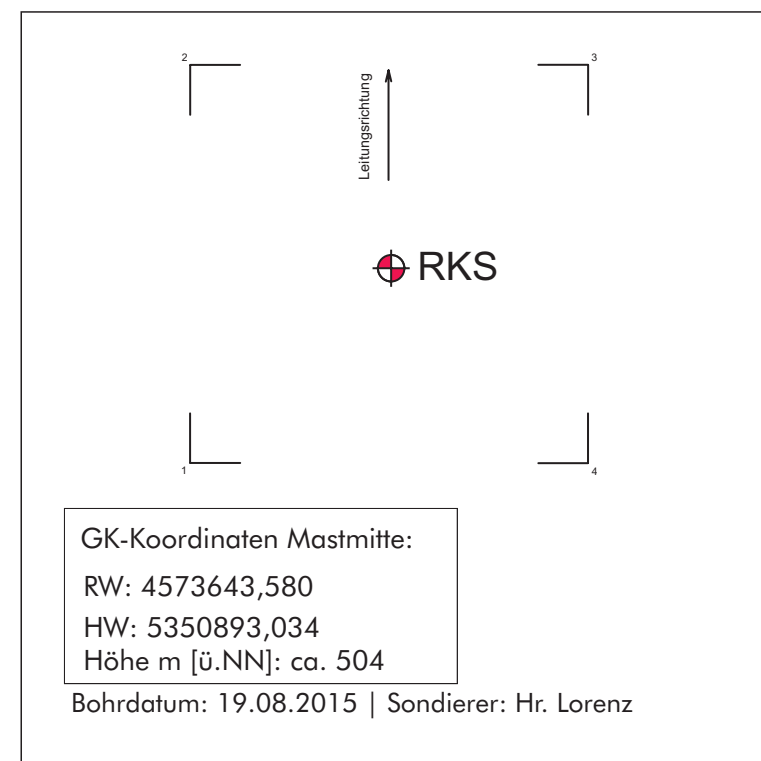 2
3
Leitungsrichtung
RKS
1
4
GK-Koordinaten Mastmitte:
RW: 4573643,580
HW: 5350893,034
Höhe m [ü.NN]: ca. 504
Bohrdatum: 19.08.2015 | Sondierer: Hr. Lorenz